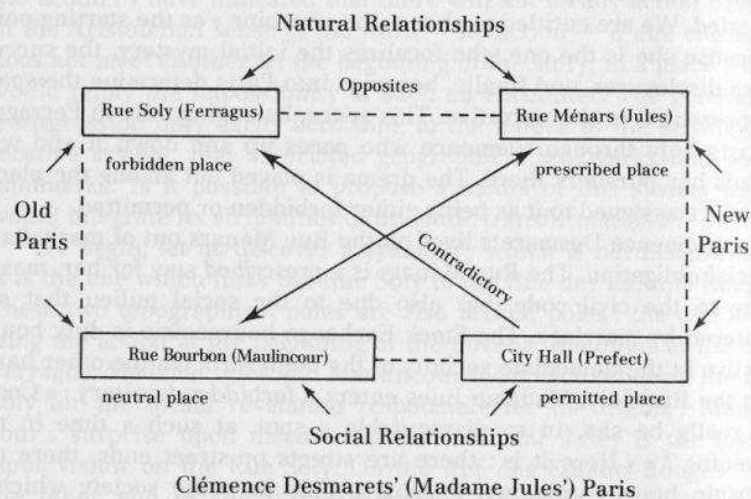 Natural Relationships
Opposites
Rue Soly (Ferragus)
Rue Ménars (Jules)
forbidden place
prescribed place
Old
Paris
New
Paris
Contradictory
Rue Bourbon (Maulincour)
City Hall (Prefect)
neutral place
permitted place
Social Relationships
Clémence Desmarets' (Madame Jules') Paris